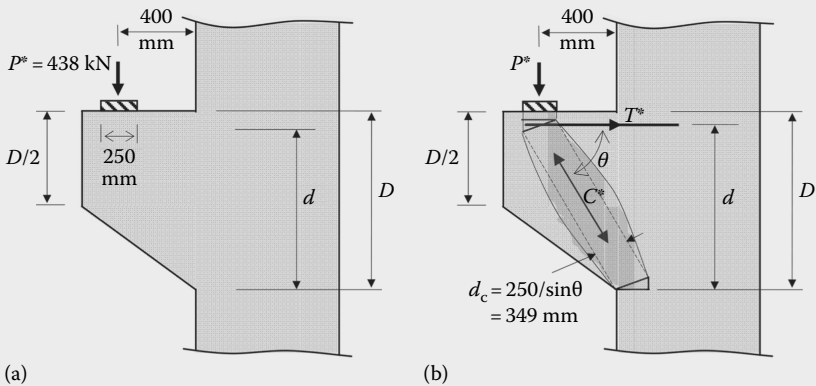 400
mm
P* = 438 kN
D/2
250
mm
d
D
(a)
400
mm
P*
T*
D/2
θ
C*
d
D
d_c = 250/sinθ
= 349 mm
(b)